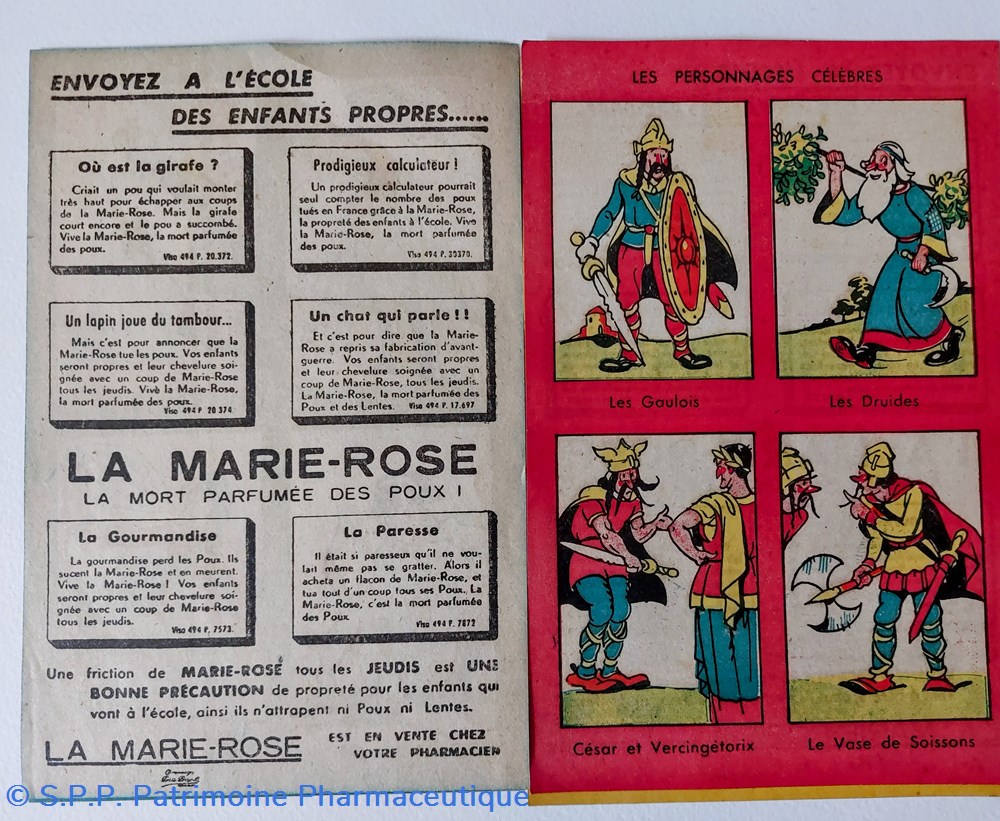 ENVOYEZ A L'ÉCOLE
DES ENFANTS PROPRES......
Où est la girafe ?
Criait un pou qui voulait monter
très haut pour échapper aux coups
de la Marie-Rose. Mais la girafe
court encore et le pou a succombé.
Vive la Marie-Rose, la mort parfumée
des poux.
Visa 494 P. 20.372.
Prodigieux calculateur !
Un prodigieux calculateur pourrait
seul compter le nombre des poux
tués en France grâce à la Marie-Rose,
la propreté des enfants à l'école. Vive
la Marie-Rose, la mort parfumée
des poux.
Visa 494 P. 20370.
Un lapin joue du tambour...
Mais c'est pour annoncer que la
Marie-Rose tue les poux. Vos enfants
seront propres et leur chevelure soi-
gnée avec un coup de Marie-Rose
tous les jeudis. Vive la Marie-Rose,
la mort parfumée des poux.
Visa 494 P. 20 374.
Un chat qui parle ! !
Et c'est pour dire que la Marie-
Rose a repris sa fabrication d'avant-
guerre. Vos enfants seront propres
et leur chevelure soignée avec un
coup de Marie-Rose, tous les jeudis.
La Marie-Rose, la mort parfumée des
Poux et des Lentes. Visa 494 P. 17.697
LA MARIE-ROSE
LA MORT PARFUMÉE DES POUX !
La Gourmandise
La gourmandise perd les Poux. Ils
sucent la Marie-Rose et en meurent.
Vive la Marie-Rose ! Vos enfants
seront propres et leur chevelure soi-
gnée avec un coup de Marie-Rose
tous les jeudis.
Visa 494 P. 7573.
La Paresse
Il était si paresseux qu'il ne vou-
lait même pas se gratter. Alors il
acheta un flacon de Marie-Rose, et
tua tout d'un coup tous ses Poux. La
Marie-Rose, c'est la mort parfumée
des Poux.
Visa 494 P. 7872
Une friction de MARIE-ROSE tous les JEUDIS est UNE
BONNE PRÉCAUTION de propreté pour les enfants qui
vont à l'école, ainsi ils n'attrapent ni Poux ni Lentes.
LA MARIE-ROSE
EST EN VENTE CHEZ
VOTRE PHARMACIEN
LES PERSONNAGES CÉLÈBRES
Les Gaulois
Les Druides
César et Vercingétorix
Le Vase de Soissons
© S.P.P. Patrimoine Pharmaceutique